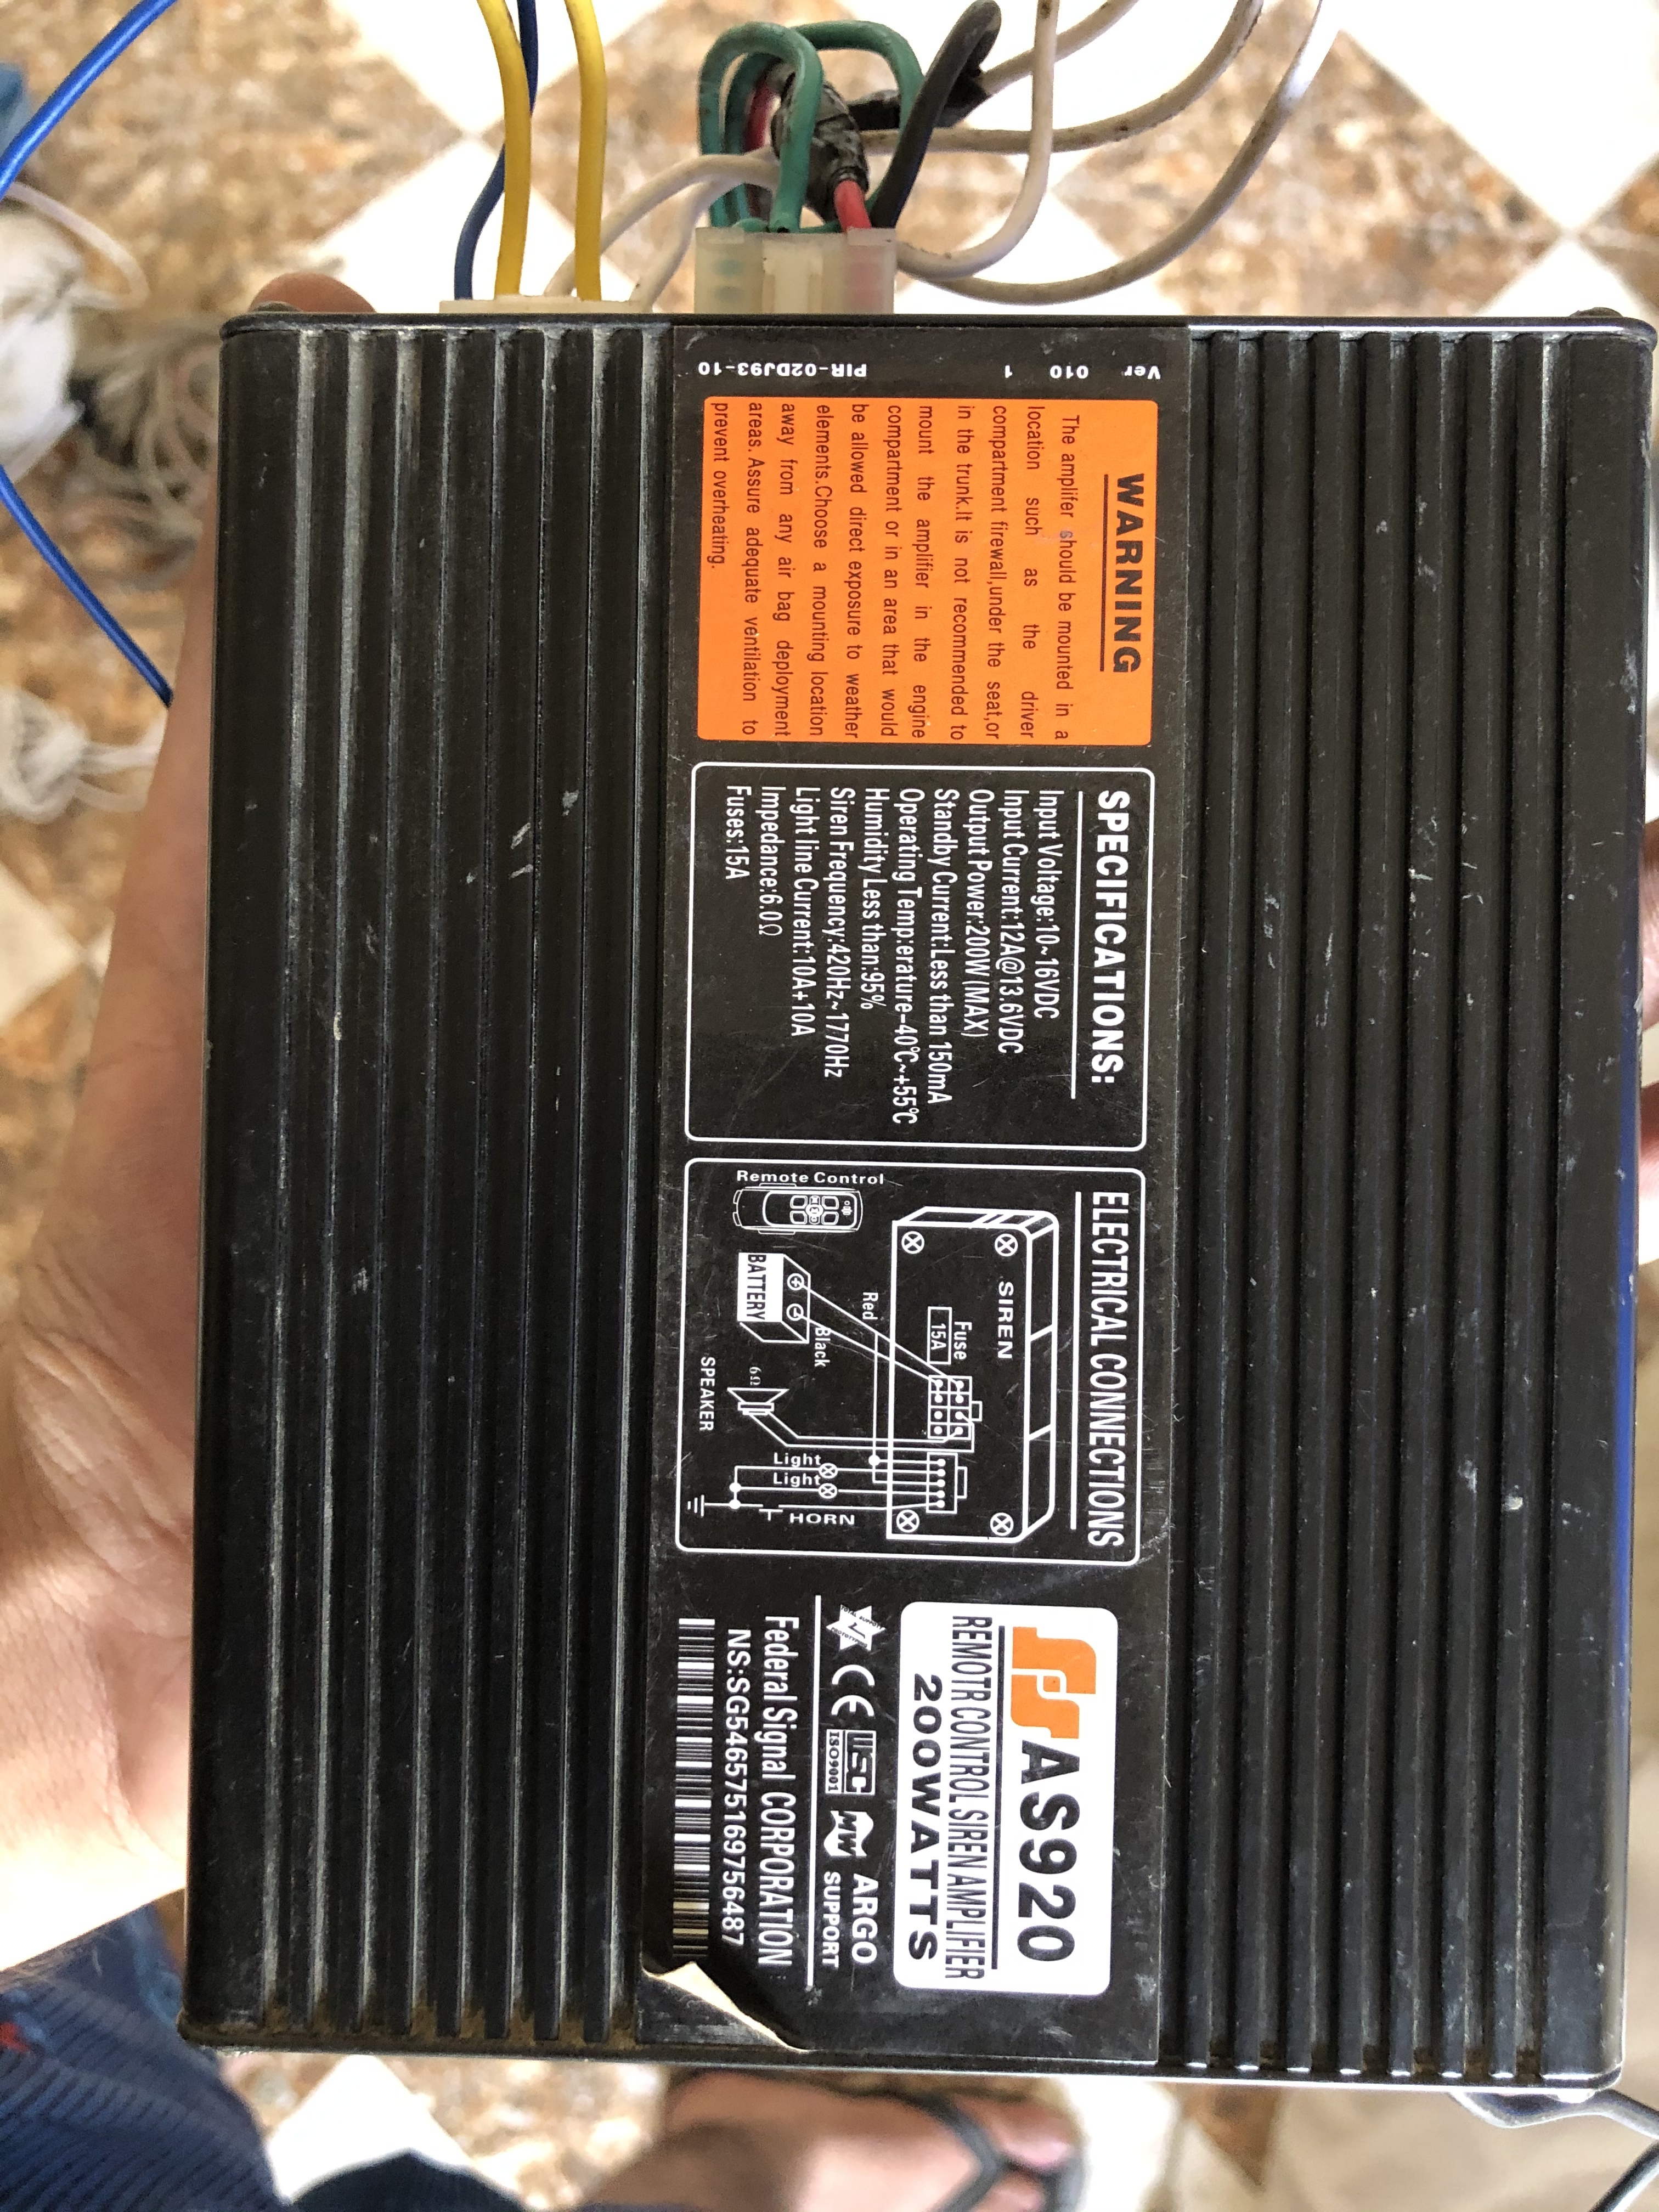 Ver 010 1 PIR-02DJ93-10
WARNING
The amplifer should be mounted in a
location such as the driver
compartment firewall,under the seat,or
in the trunk.It is not recommended to
mount the amplifier in the engine
compartment or in an area that would
be allowed direct exposure to weather
elements.Choose a mounting location
away from any air bag deployment
areas. Assure adequate ventilation to
prevent overheating.
SPECIFICATIONS:
Input Voltage:10~16VDC
Input Current:12A@13.6VDC
Output Power:200W (MAX)
Standby Current:Less than 150mA
Operating Temp:erature-40℃~+55℃
Humidity Less than:95%
Siren Frequency:420Hz~1770Hz
Light line Current:10A+10A
Impedance:6.0Ω
Fuses:15A
ELECTRICAL CONNECTIONS
SIREN
Fuse
15A
Red
Black
Remote Control
BATTERY
6Ω
SPEAKER
Light
Light
HORN
AS920
REMOTR CONTROL SIREN AMPLIFIER
200WATTS
CE
ISO9001
ARGO
SUPPORT
Federal Signal CORPORATION
NS:SG5465751697564​87